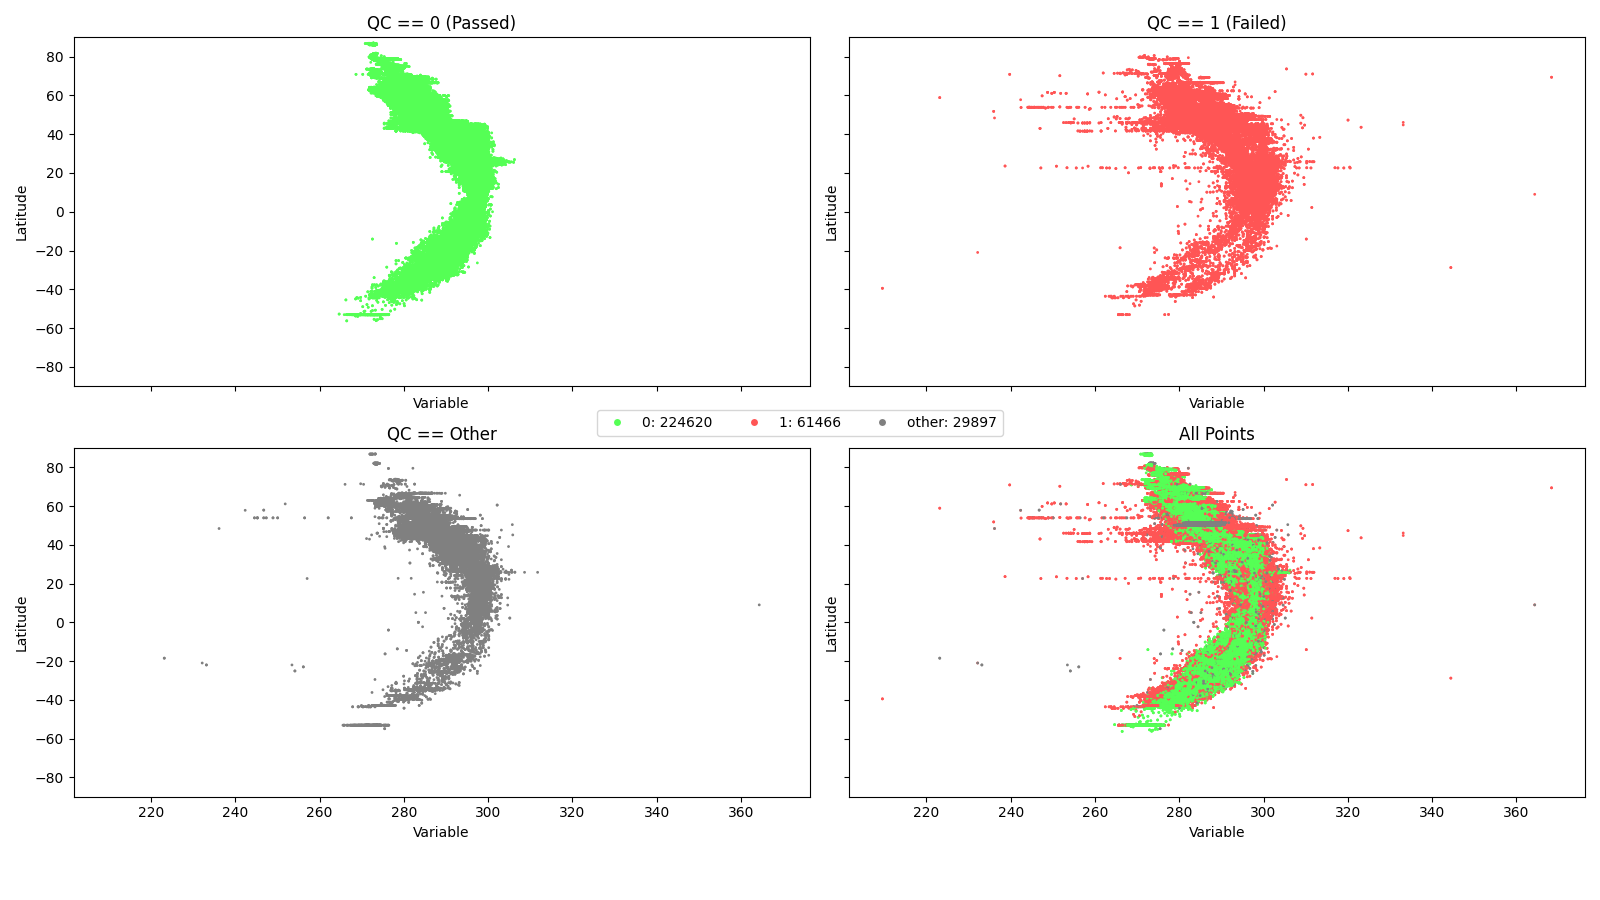 QC == 0 (Passed)
QC == 1 (Failed)
80
60
40
20
0
−20
−40
−60
−80
Latitude
Variable
Latitude
Variable
0: 224620
1: 61466
other: 29897
QC == Other
All Points
80
60
40
20
0
−20
−40
−60
−80
Latitude
220
240
260
280
300
320
340
360
Variable
Latitude
220
240
260
280
300
320
340
360
Variable